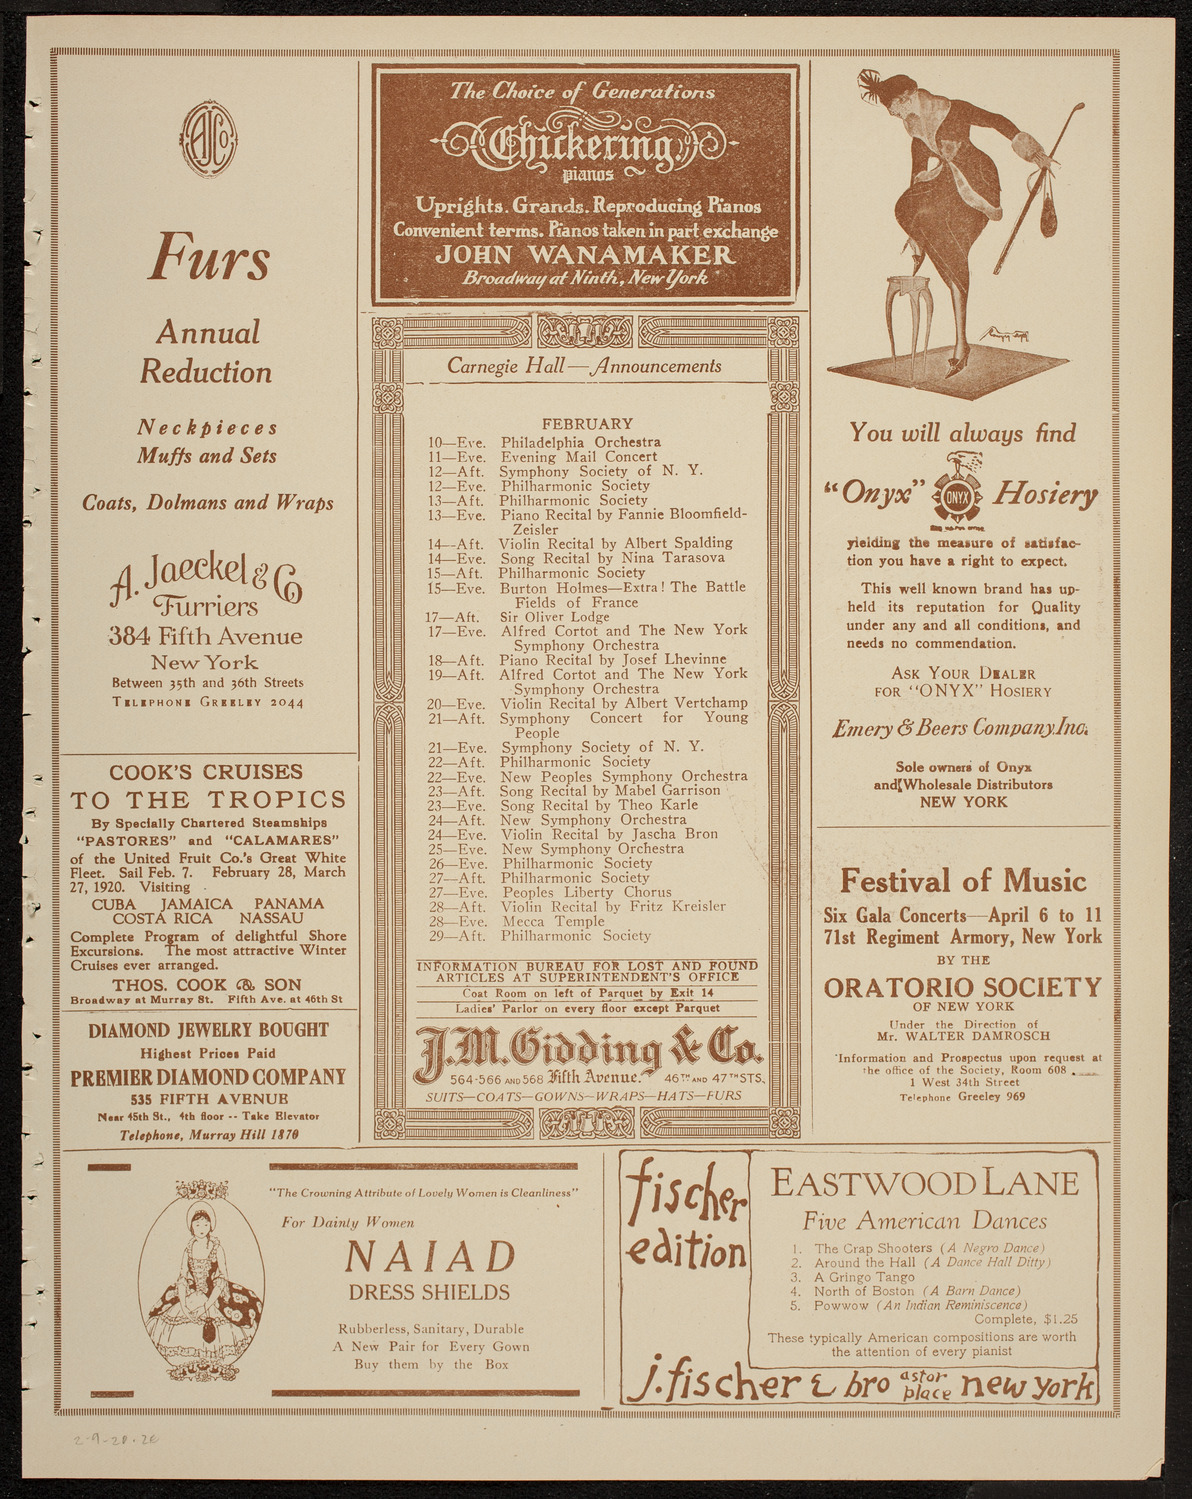 AJCo
Furs
Annual
Reduction
Neckpieces
Muffs and Sets
Coats, Dolmans and Wraps
A. Jaeckel & Co
Furriers
384 Fifth Avenue
New York
Between 35th and 36th Streets
TELEPHONE GREELEY 2044
COOK'S CRUISES
TO THE TROPICS
By Specially Chartered Steamships
"PASTORES" and "CALAMARES"
of the United Fruit Co.'s Great White
Fleet. Sail Feb. 7. February 28, March
27, 1920. Visiting
CUBA JAMAICA PANAMA
COSTA RICA NASSAU
Complete Program of delightful Shore
Excursions. The most attractive Winter
Cruises ever arranged.
THOS. COOK & SON
Broadway at Murray St. Fifth Ave. at 46th St
DIAMOND JEWELRY BOUGHT
Highest Prices Paid
PREMIER DIAMOND COMPANY
535 FIFTH AVENUE
Near 45th St., 4th floor -- Take Elevator
Telephone, Murray Hill 1870
The Choice of Generations
Chickering
pianos
Uprights. Grands. Reproducing Pianos
Convenient terms. Pianos taken in part exchange
JOHN WANAMAKER
Broadway at Ninth, New York
Carnegie Hall—Announcements
FEBRUARY
10—Eve. Philadelphia Orchestra
11—Eve. Evening Mail Concert
12—Aft. Symphony Society of N. Y.
12—Eve. Philharmonic Society
13—Aft. Philharmonic Society
13—Eve. Piano Recital by Fannie Bloomfield-
Zeisler
14—Aft. Violin Recital by Albert Spalding
14—Eve. Song Recital by Nina Tarasova
15—Aft. Philharmonic Society
15—Eve. Burton Holmes—Extra! The Battle
Fields of France
17—Aft. Sir Oliver Lodge
17—Eve. Alfred Cortot and The New York
Symphony Orchestra
18—Aft. Piano Recital by Josef Lhevinne
19—Aft. Alfred Cortot and The New York
Symphony Orchestra
20—Eve. Violin Recital by Albert Vertchamp
21—Aft. Symphony Concert for Young
People
21—Eve. Symphony Society of N. Y.
22—Aft. Philharmonic Society
22—Eve. New Peoples Symphony Orchestra
23—Aft. Song Recital by Mabel Garrison
23—Eve. Song Recital by Theo Karle
24—Aft. New Symphony Orchestra
24—Eve. Violin Recital by Jascha Bron
25—Eve. New Symphony Orchestra
26—Eve. Philharmonic Society
27—Aft. Philharmonic Society
27—Eve. Peoples Liberty Chorus
28—Aft. Violin Recital by Fritz Kreisler
28—Eve. Mecca Temple
29—Aft. Philharmonic Society
INFORMATION BUREAU FOR LOST AND FOUND
ARTICLES AT SUPERINTENDENT'S OFFICE
Coat Room on left of Parquet by Exit 14
Ladies' Parlor on every floor except Parquet
J.M. Gidding & Co.
564-566 AND 568 Fifth Avenue. 46TH AND 47TH STS.
SUITS—COATS—GOWNS—WRAPS—HATS—FURS
You will always find
"Onyx" ONYX Hosiery
yielding the measure of satisfac-
tion you have a right to expect.
This well known brand has up-
held its reputation for Quality
under any and all conditions, and
needs no commendation.
ASK YOUR DEALER
FOR "ONYX" HOSIERY
Emery & Beers Company, Inc.
Sole owners of Onyx
and Wholesale Distributors
NEW YORK
Festival of Music
Six Gala Concerts—April 6 to 11
71st Regiment Armory, New York
BY THE
ORATORIO SOCIETY
OF NEW YORK
Under the Direction of
Mr. WALTER DAMROSCH
Information and Prospectus upon request at
the office of the Society, Room 608
1 West 34th Street
Telephone Greeley 969
"The Crowning Attribute of Lovely Women is Cleanliness"
For Dainty Women
NAIAD
DRESS SHIELDS
Rubberless, Sanitary, Durable
A New Pair for Every Gown
Buy them by the Box
fischer
edition
EASTWOOD LANE
Five American Dances
1. The Crap Shooters (A Negro Dance)
2. Around the Hall (A Dance Hall Ditty)
3. A Gringo Tango
4. North of Boston (A Barn Dance)
5. Powwow (An Indian Reminiscence)
Complete, $1.25
These typically American compositions are worth
the attention of every pianist
j. fischer & bro astor place new york
2-9-20.26